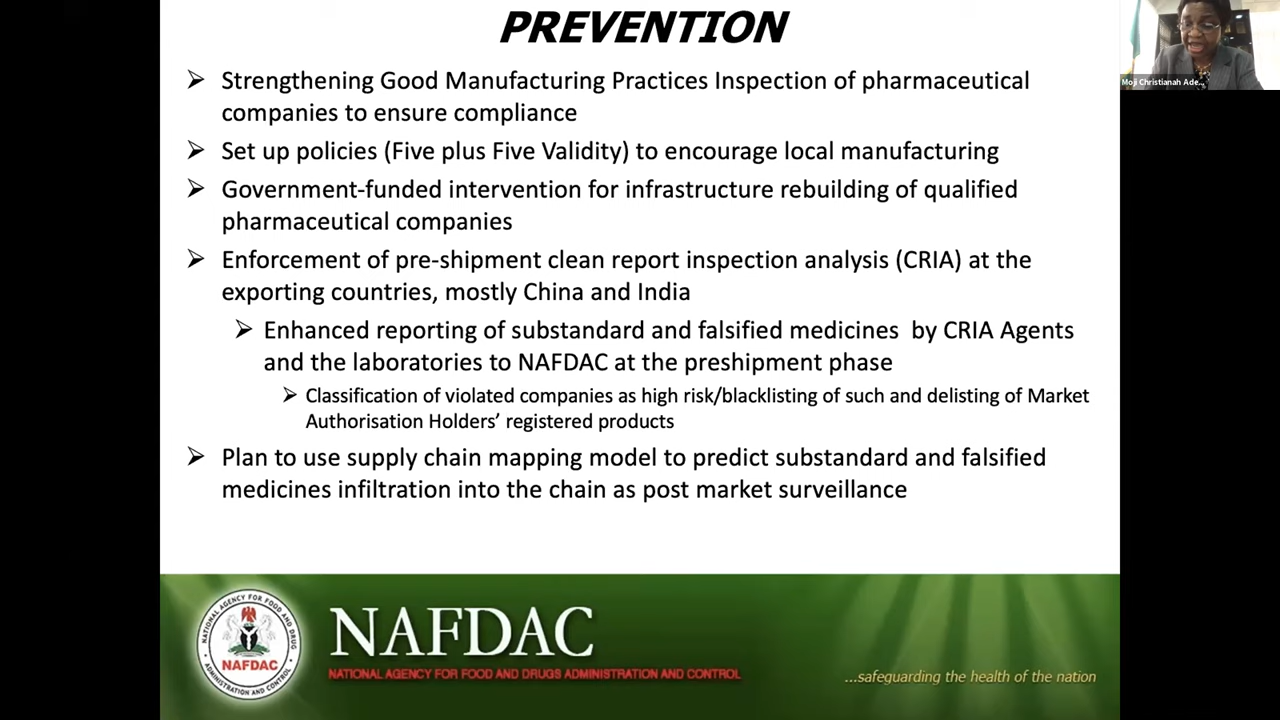 PREVENTION
Strengthening Good Manufacturing Practices Inspection of pharmaceutical
companies to ensure compliance
Set up policies (Five plus Five Validity) to encourage local manufacturing
Government-funded intervention for infrastructure rebuilding of qualified
pharmaceutical companies
Enforcement of pre-shipment clean report inspection analysis (CRIA) at the
exporting countries, mostly China and India
Enhanced reporting of substandard and falsified medicines by CRIA Agents
and the laboratories to NAFDAC at the preshipment phase
Classification of violated companies as high risk/blacklisting of such and delisting of Market
Authorisation Holders’ registered products
Plan to use supply chain mapping model to predict substandard and falsified
medicines infiltration into the chain as post market surveillance
NATIONAL AGENCY FOR FOOD AND DRUG
NAFDAC
ADMINISTRATION AND CONTROL
NAFDAC
NATIONAL AGENCY FOR FOOD AND DRUGS ADMINISTRATION AND CONTROL
...safeguarding the health of the nation
Moji Christianah Ade...